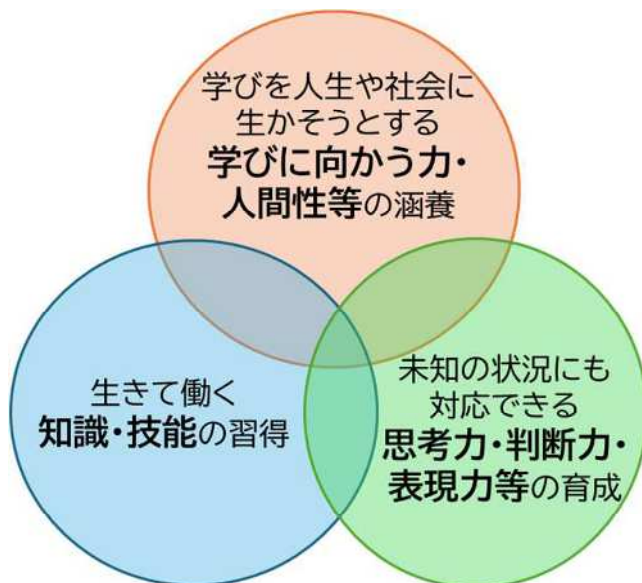 学びを人生や社会に
生かそうとする
学びに向かう力・
人間性等の涵養
生きて働く
知識・技能の習得
未知の状況にも
対応できる
思考力・判断力・
表現力等の育成